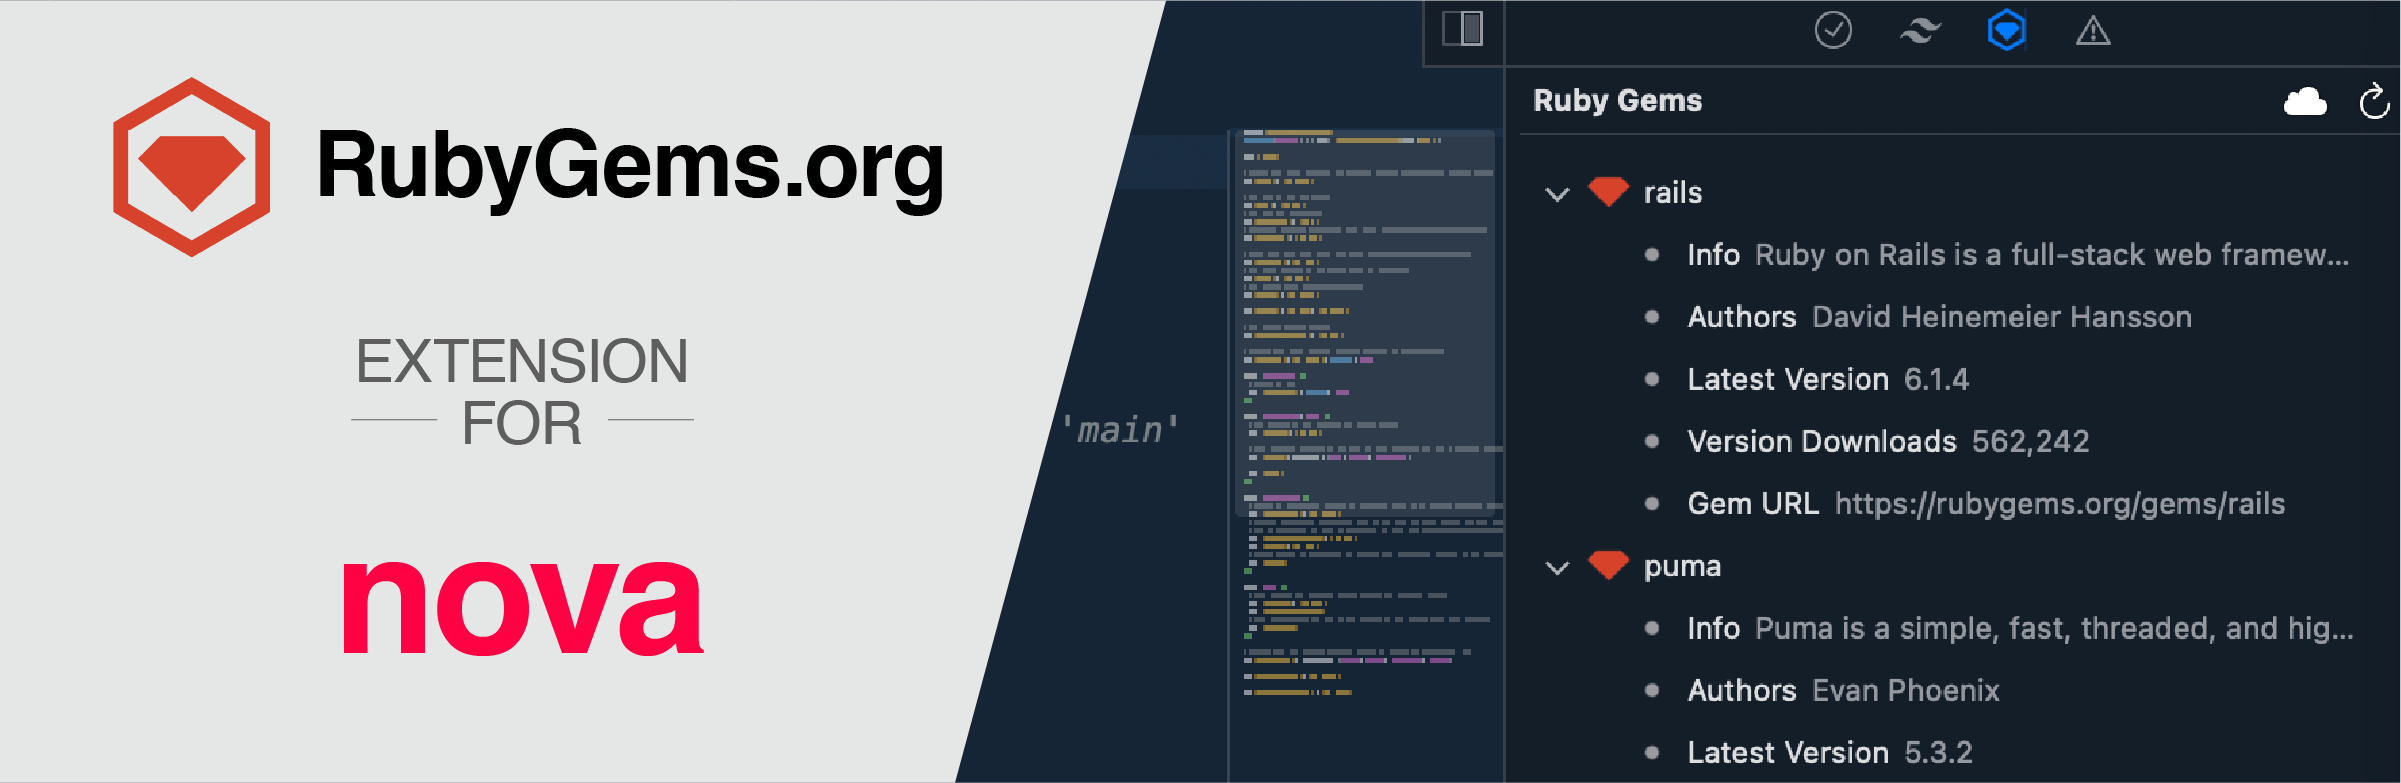 RubyGems.org
EXTENSION
FOR
nova
'main'
Ruby Gems
rails
Info Ruby on Rails is a full-stack web framew...
Authors David Heinemeier Hansson
Latest Version 6.1.4
Version Downloads 562,242
Gem URL https://rubygems.org/gems/rails
puma
Info Puma is a simple, fast, threaded, and hig...
Authors Evan Phoenix
Latest Version 5.3.2